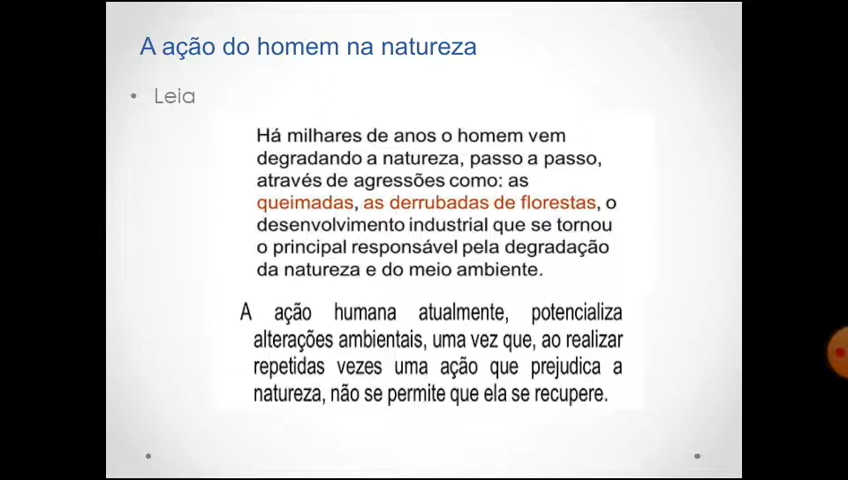 A ação do homem na natureza
• Leia
Há milhares de anos o homem vem
degradando a natureza, passo a passo,
através de agressões como: as
queimadas, as derrubadas de florestas, o
desenvolvimento industrial que se tornou
o principal responsável pela degradação
da natureza e do meio ambiente.
A ação humana atualmente, potencializa
alterações ambientais, uma vez que, ao realizar
repetidas vezes uma ação que prejudica a
natureza, não se permite que ela se recupere.